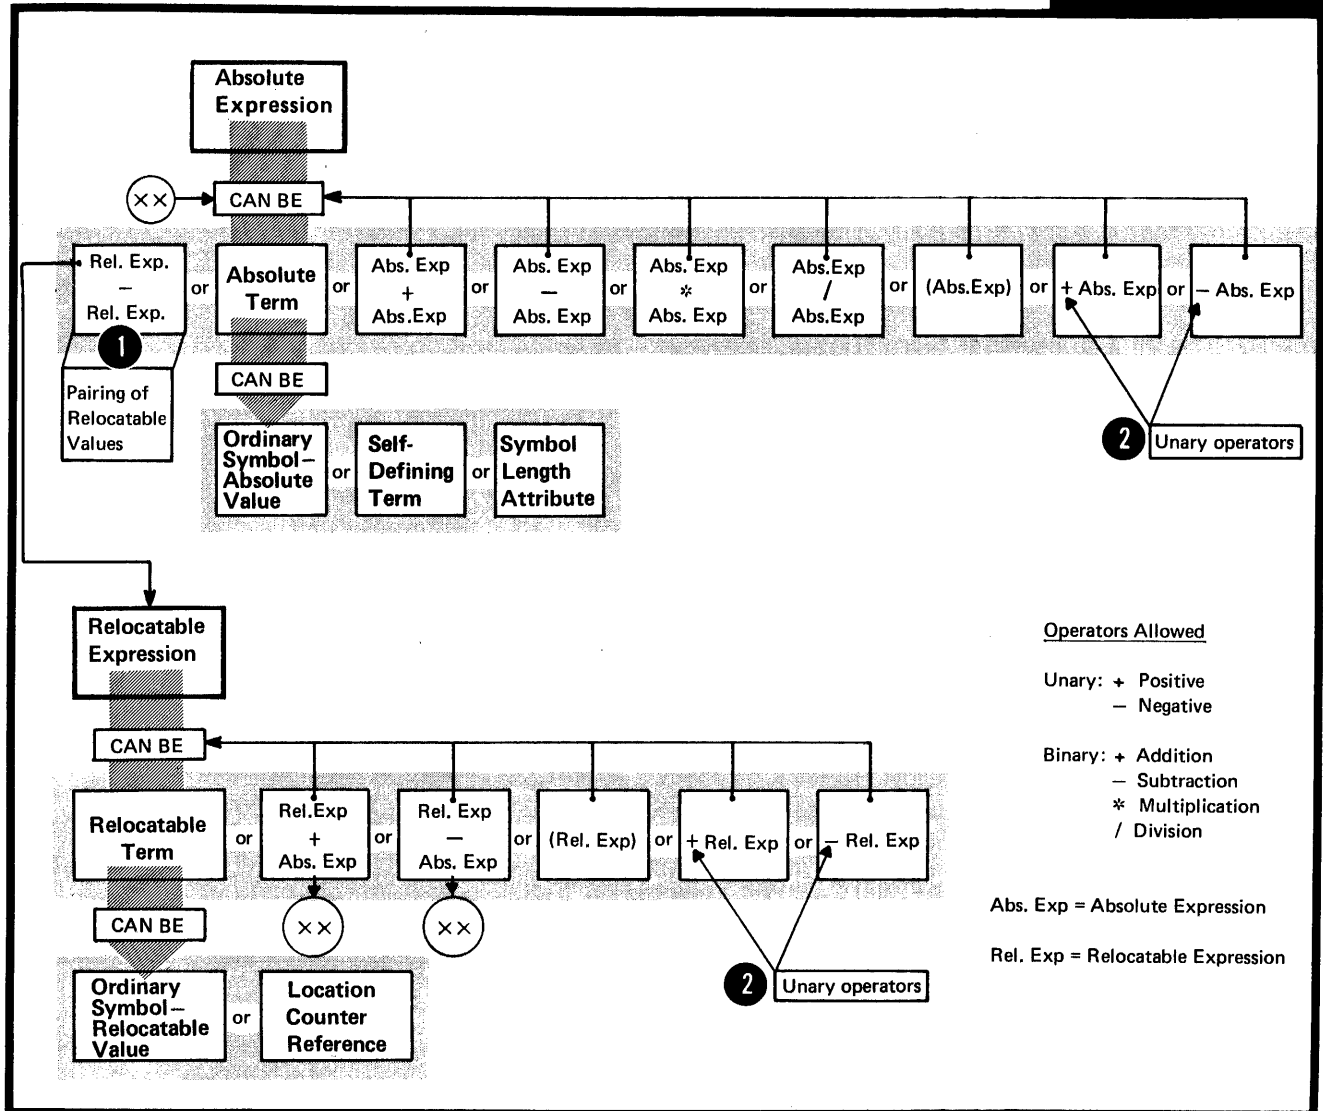 Absolute
Expression
×× CAN BE
Rel. Exp.
—
Rel. Exp.
or
Absolute
Term
or
Abs. Exp
+
Abs.Exp
or
Abs. Exp
—
Abs. Exp
or
Abs. Exp
*
Abs. Exp
or
Abs.Exp
/
Abs.Exp
or
(Abs.Exp)
or
+ Abs. Exp
or
— Abs. Exp
1
Pairing of
Relocatable
Values
CAN BE
2 Unary operators
Ordinary
Symbol—
Absolute
Value
or
Self-
Defining
Term
or
Symbol
Length
Attribute
Relocatable
Expression
CAN BE
Relocatable
Term
or
Rel.Exp
+
Abs. Exp
or
Rel. Exp
—
Abs. Exp
or
(Rel. Exp)
or
+ Rel. Exp
or
— Rel. Exp
××
××
CAN BE
2 Unary operators
Ordinary
Symbol—
Relocatable
Value
or
Location
Counter
Reference
Operators Allowed
Unary: + Positive
— Negative
Binary: + Addition
— Subtraction
* Multiplication
/ Division
Abs. Exp = Absolute Expression
Rel. Exp = Relocatable Expression